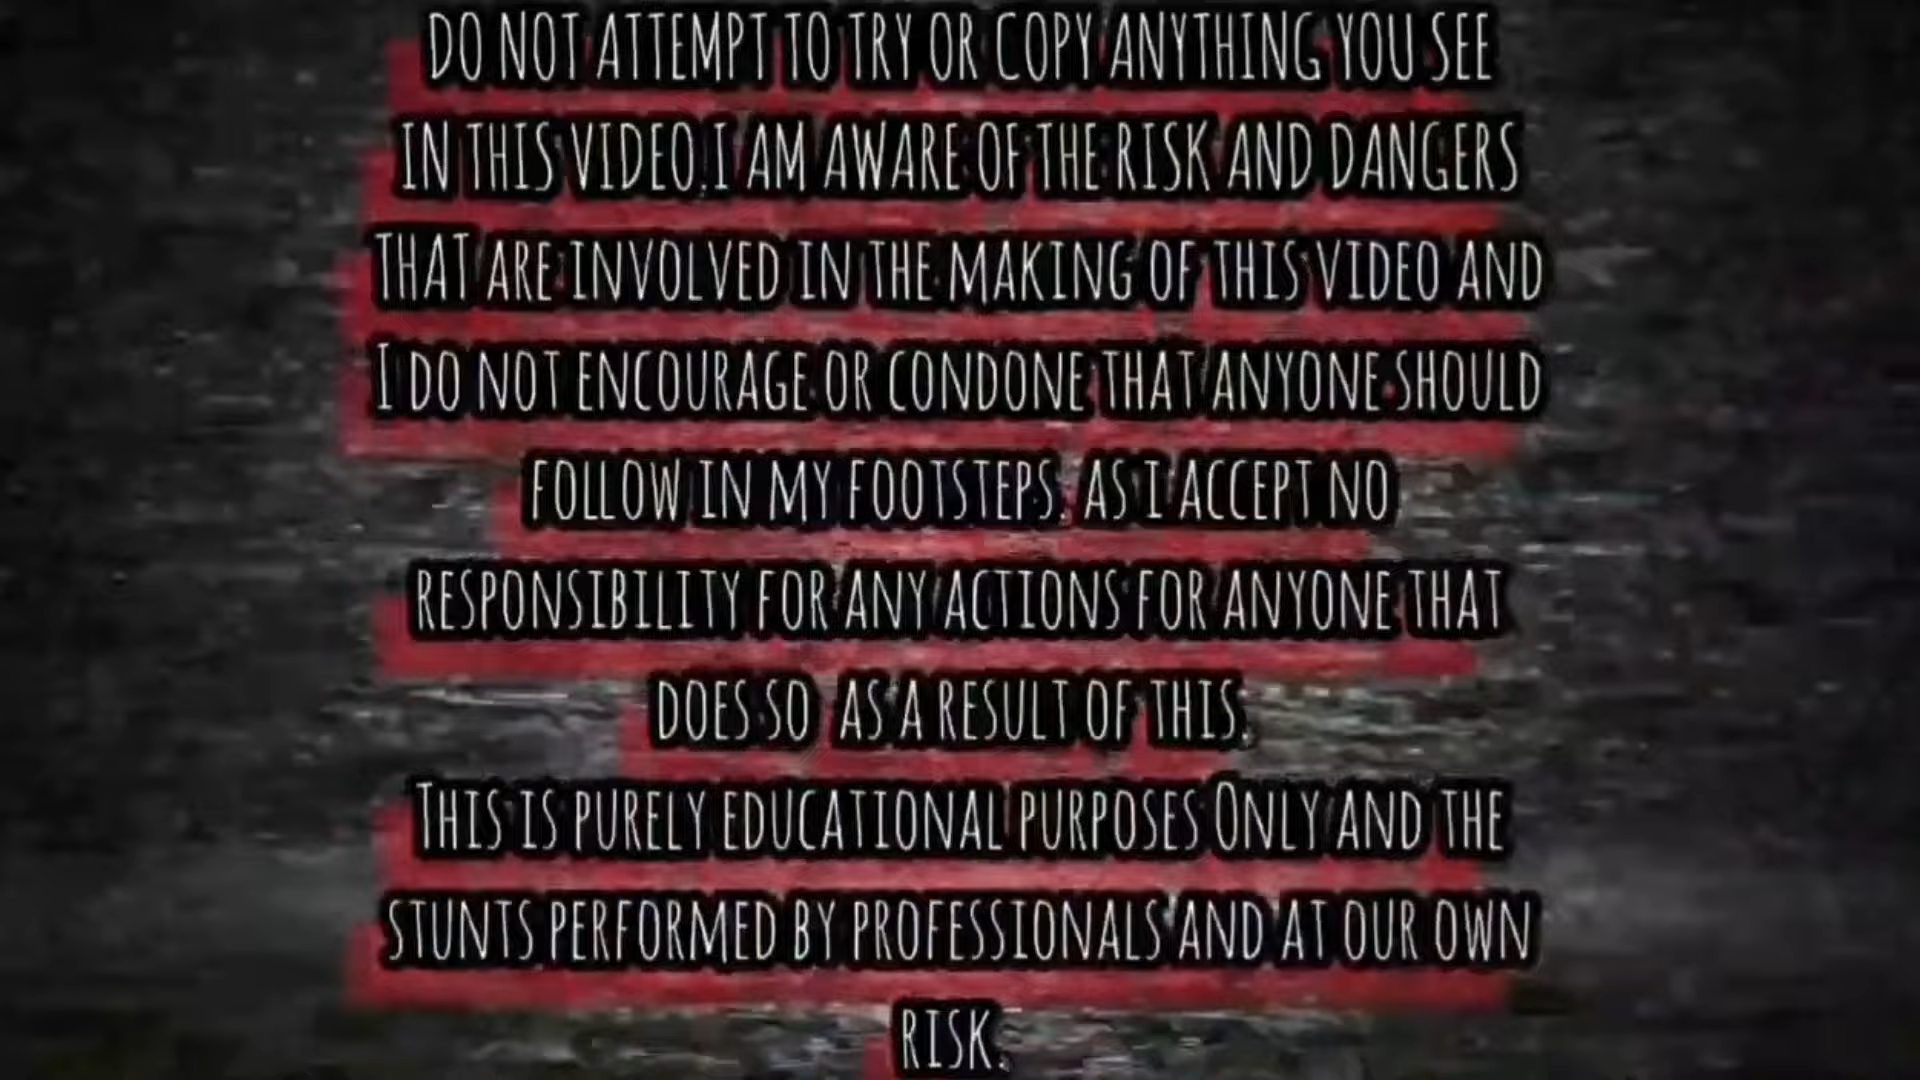 DO NOT ATTEMPT TO TRY OR COPY ANYTHING YOU SEE
IN THIS VIDEO,I AM AWARE OF THE RISK AND DANGERS
THAT ARE INVOLVED IN THE MAKING OF THIS VIDEO AND
I DO NOT ENCOURAGE OR CONDONE THAT ANYONE SHOULD
FOLLOW IN MY FOOTSTEPS. AS I ACCEPT NO
RESPONSIBILITY FOR ANY ACTIONS FOR ANYONE THAT
DOES SO AS A RESULT OF THIS.
THIS IS PURELY EDUCATIONAL PURPOSES ONLY AND THE
STUNTS PERFORMED BY PROFESSIONALS AND AT OUR OWN
RISK.